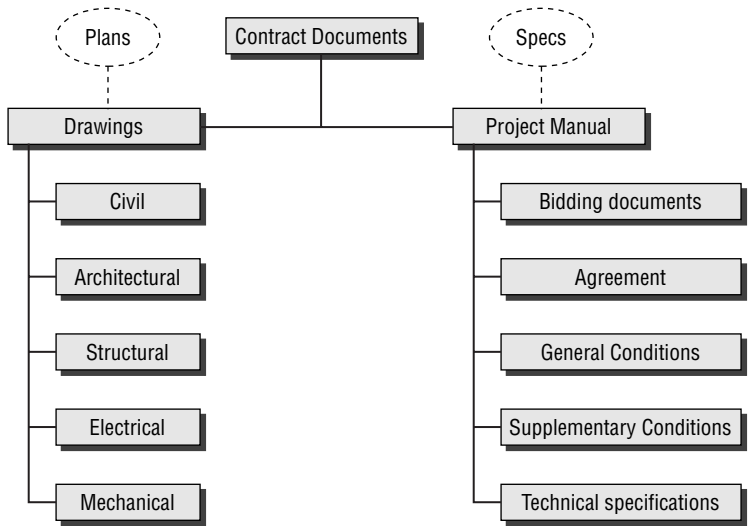 Plans
Contract Documents
Specs
Drawings
Project Manual
Civil
Bidding documents
Architectural
Agreement
Structural
General Conditions
Electrical
Supplementary Conditions
Mechanical
Technical specifications